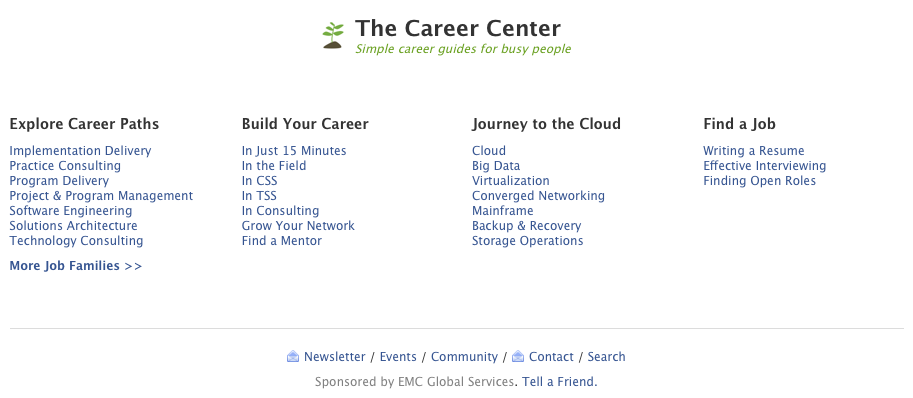 The Career Center
Simple career guides for busy people
Explore Career Paths
Implementation Delivery
Practice Consulting
Program Delivery
Project & Program Management
Software Engineering
Solutions Architecture
Technology Consulting
More Job Families >>
Build Your Career
In Just 15 Minutes
In the Field
In CSS
In TSS
In Consulting
Grow Your Network
Find a Mentor
Journey to the Cloud
Cloud
Big Data
Virtualization
Converged Networking
Mainframe
Backup & Recovery
Storage Operations
Find a Job
Writing a Resume
Effective Interviewing
Finding Open Roles
Newsletter / Events / Community / Contact / Search
Sponsored by EMC Global Services. Tell a Friend.